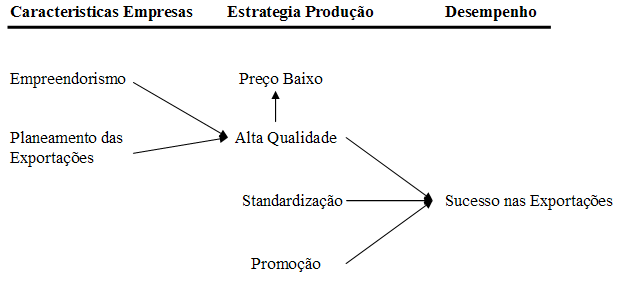 Caracteristicas Empresas Estrategia Produção Desempenho
Empreendorismo Preço Baixo
Planeamento das
Exportações
Alta Qualidade
Standardização Sucesso nas Exportações
Promoção